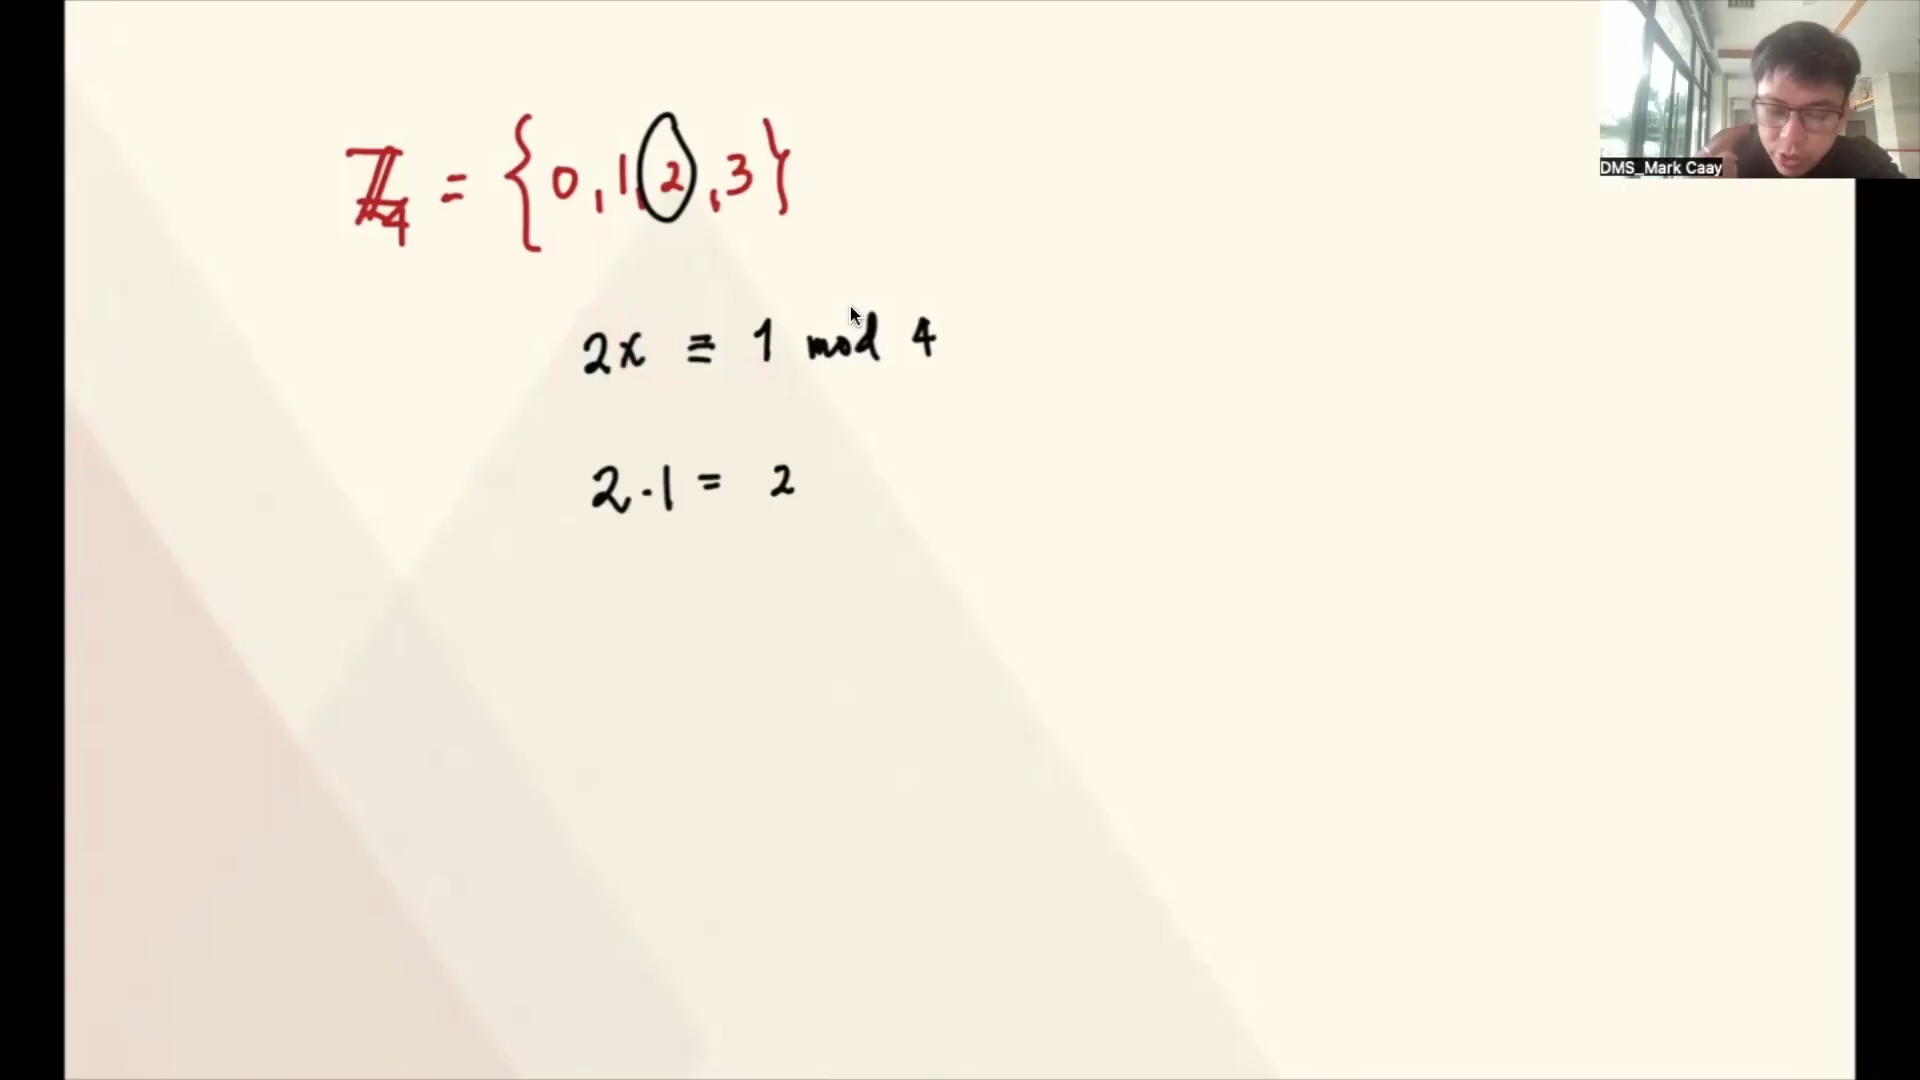 ℤ₄ = {0, 1, 2, 3}
2x ≡ 1 mod 4
2 · 1 = 2
DMS_Mark Caay